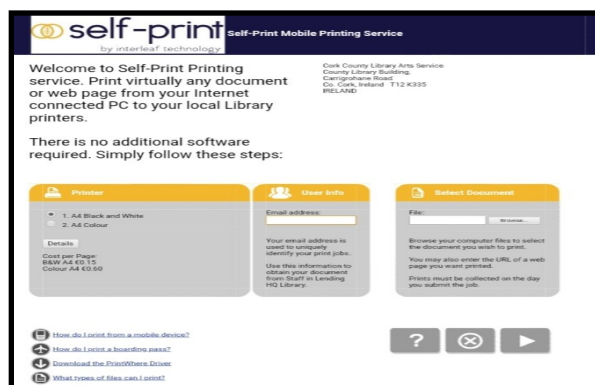 self-print
by interleaf technology
Self-Print Mobile Printing Service
Welcome to Self-Print Printing
service. Print virtually any document
or web page from your Internet
connected PC to your local Library
printers.
There is no additional software
required. Simply follow these steps:
Cork County Library Arts Service
County Library Building,
Carrigrohane Road
Co. Cork, Ireland T12 K335
IRELAND
Printer
1. A4 Black and White
2. A4 Colour
Details
Cost per Page:
B&W A4 €0.15
Colour A4 €0.60
User Info
Email address:
Your email address is
used to uniquely
identify your print jobs.
Use this information to
obtain your document
from Staff in Lending
HQ Library.
Select Document
File:
Browse...
Browse your computer files to select
the document you wish to print.
You may also enter the URL of a web
page you want printed.
Prints must be collected on the day
you submit the job.
How do I print from a mobile device?
How do I print a boarding pass?
Download the PrintWhere Driver
What types of files can I print?
?